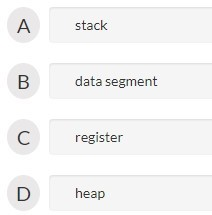 A stack
B data segment
C register
D heap